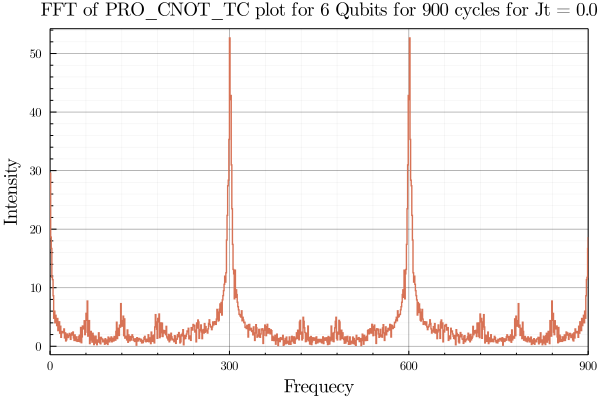 FFT of PRO_CNOT_TC plot for 6 Qubits for 900 cycles for Jt = 0.0
50
40
30
20
10
0
Intensity
0 300 600 900
Frequecy